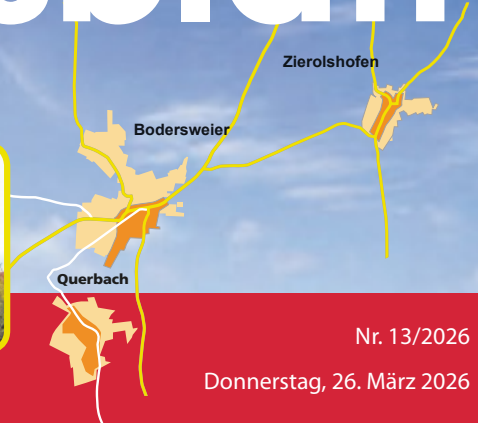 Zierolshofen
Bodersweier
Querbach
Nr. 13/2026
Donnerstag, 26. März 2026